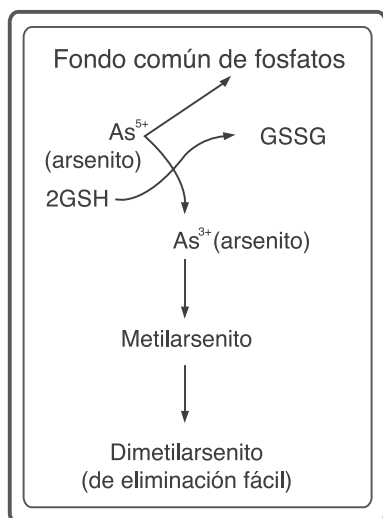 Fondo común de fosfatos
As5+
(arsenito)
GSSG
2GSH
As3+ (arsenito)
Metilarsenito
Dimetilarsenito
(de eliminación fácil)